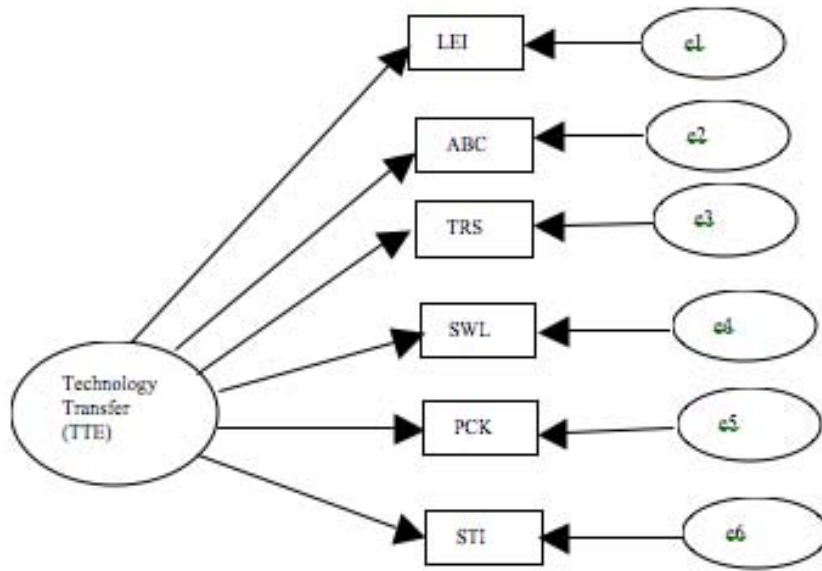 LEI
e1
ABC
e2
TRS
e3
SWL
e4
Technology
Transfer
(TTE)
PCK
e5
STI
e6